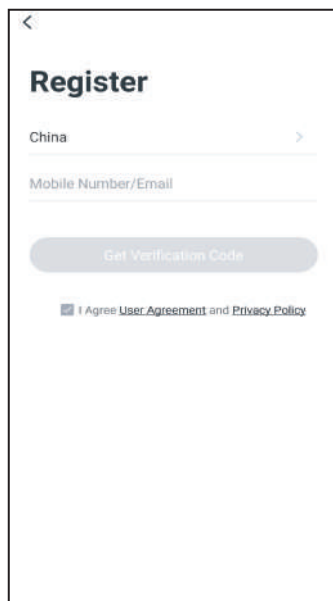 Register
China
Mobile Number/Email
Get Verification Code
I Agree User Agreement and Privacy Policy